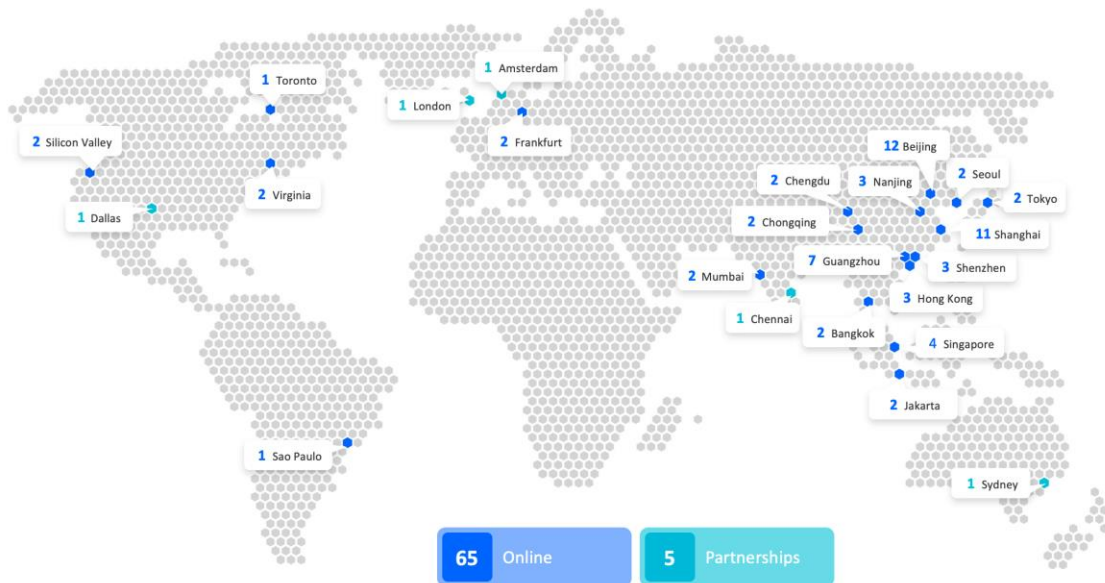 1 Amsterdam
1 Toronto
1 London
2 Silicon Valley
2 Frankfurt
12 Beijing
2 Chengdu
3 Nanjing
2 Seoul
2 Virginia
2 Tokyo
1 Dallas
2 Chongqing
11 Shanghai
7 Guangzhou
3 Shenzhen
2 Mumbai
3 Hong Kong
1 Chennai
2 Bangkok
4 Singapore
2 Jakarta
1 Sao Paulo
1 Sydney
65 Online
5 Partnerships